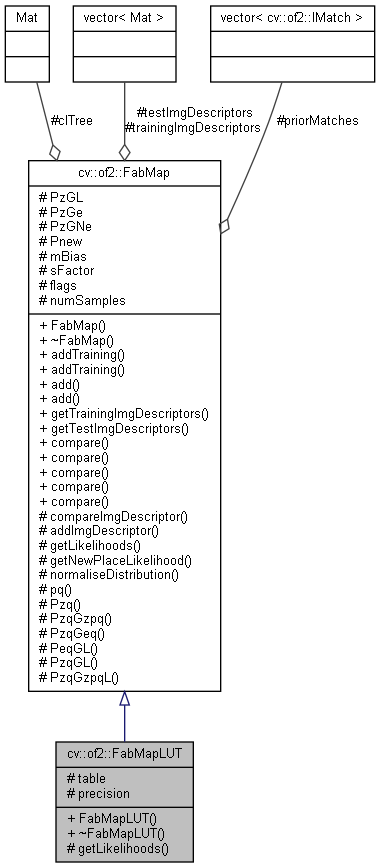 Mat
vector< Mat >
vector< cv::of2::IMatch >
#clTree
#testImgDescriptors
#trainingImgDescriptors
#priorMatches
cv::of2::FabMap
# PzGL
# PzGe
# PzGNe
# Pnew
# mBias
# sFactor
# flags
# numSamples
+ FabMap()
+ ~FabMap()
+ addTraining()
+ addTraining()
+ add()
+ add()
+ getTrainingImgDescriptors()
+ getTestImgDescriptors()
+ compare()
+ compare()
+ compare()
+ compare()
+ compare()
# compareImgDescriptor()
# addImgDescriptor()
# getLikelihoods()
# getNewPlaceLikelihood()
# normaliseDistribution()
# pq()
# Pzq()
# PzqGzpq()
# PzqGeq()
# PeqGL()
# PzqGL()
# PzqGzpqL()
cv::of2::FabMapLUT
# table
# precision
+ FabMapLUT()
+ ~FabMapLUT()
# getLikelihoods()